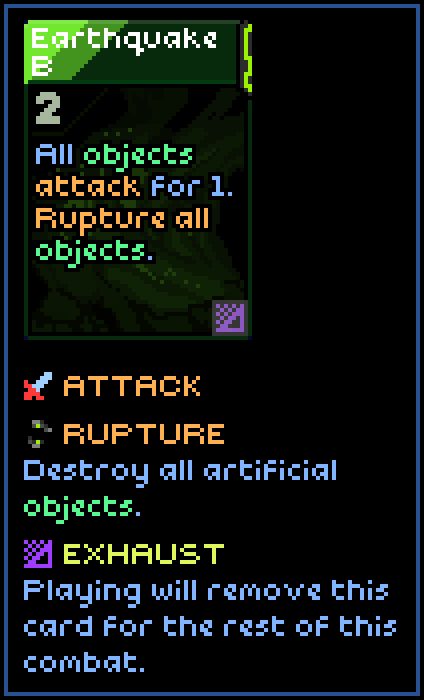 Earthquake
B
2
All objects
attack for 1.
Rupture all
objects.
ATTACK
RUPTURE
Destroy all artificial
objects.
EXHAUST
Playing will remove this
card for the rest of this
combat.